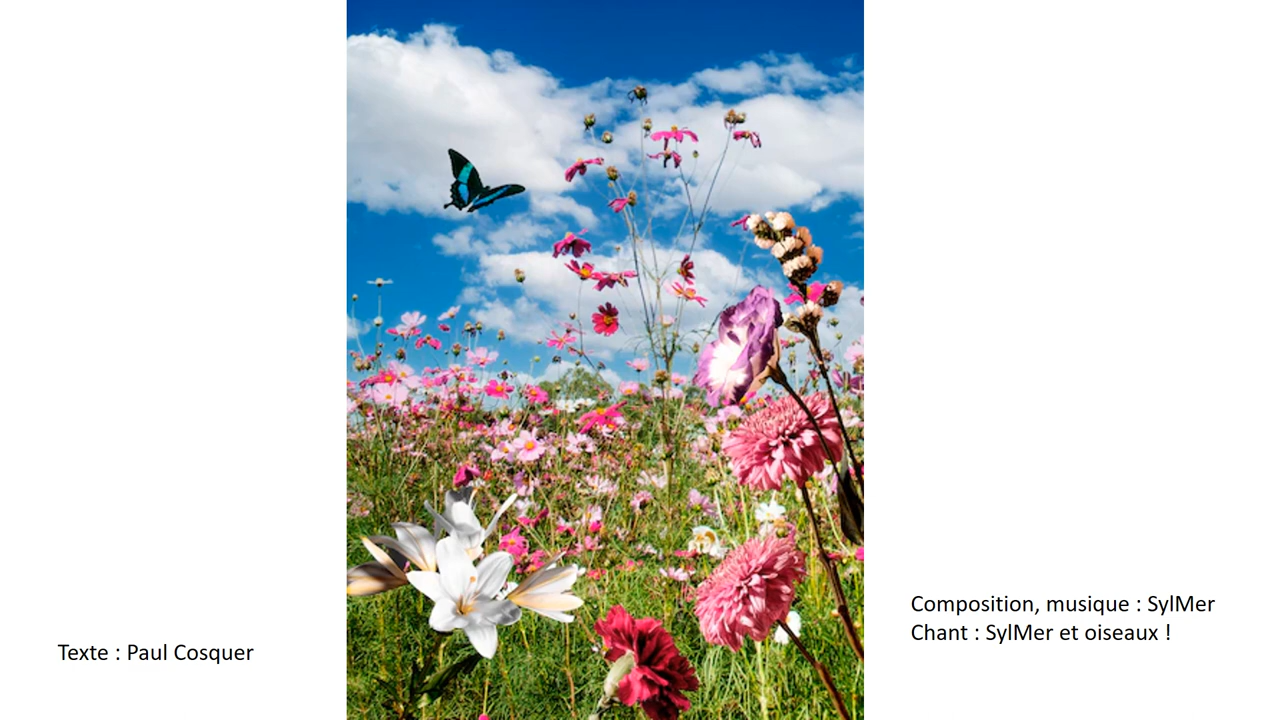 Texte : Paul Cosquer
Composition, musique : SylMer
Chant : SylMer et oiseaux !